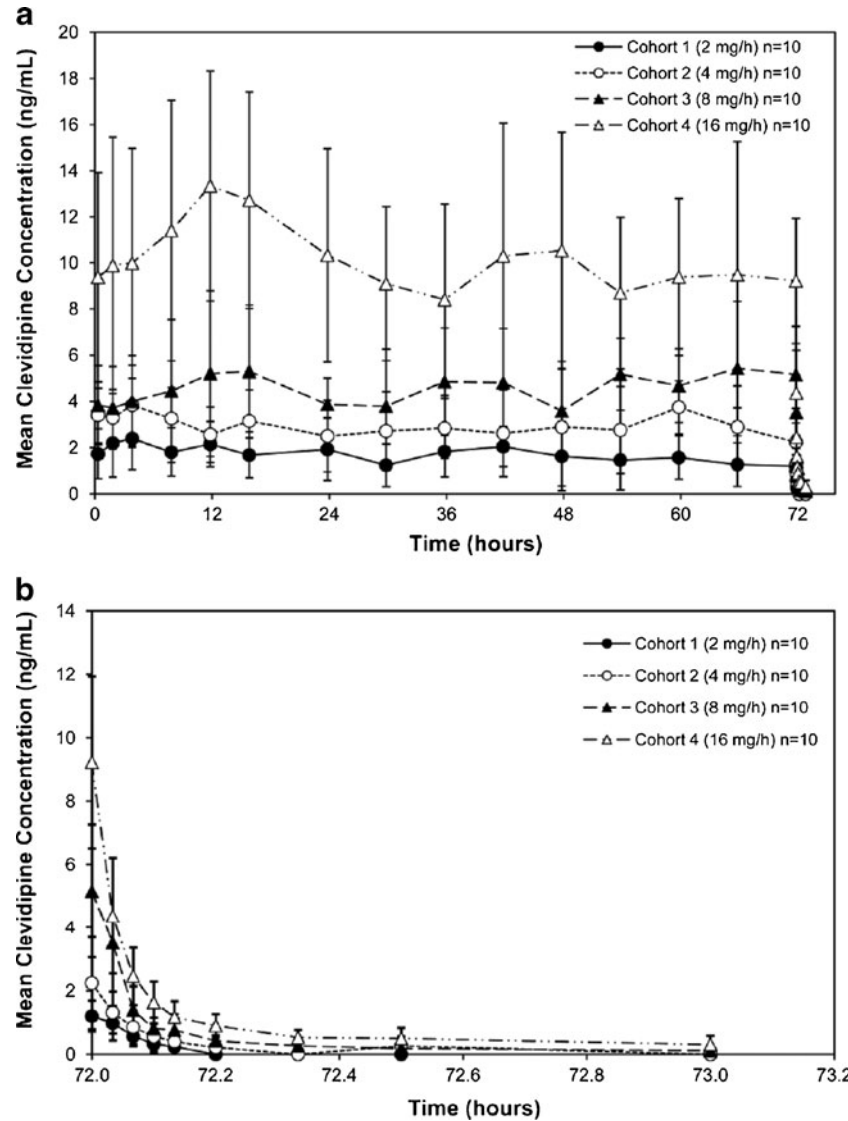 a
Mean Clevidipine Concentration (ng/mL)
20
18
16
14
12
10
8
6
4
2
0
Cohort 1 (2 mg/h) n=10
Cohort 2 (4 mg/h) n=10
Cohort 3 (8 mg/h) n=10
Cohort 4 (16 mg/h) n=10
0 12 24 36 48 60 72
Time (hours)
b
Mean Clevidipine Concentration (ng/mL)
14
12
10
8
6
4
2
0
Cohort 1 (2 mg/h) n=10
Cohort 2 (4 mg/h) n=10
Cohort 3 (8 mg/h) n=10
Cohort 4 (16 mg/h) n=10
72.0 72.2 72.4 72.6 72.8 73.0 73.2
Time (hours)